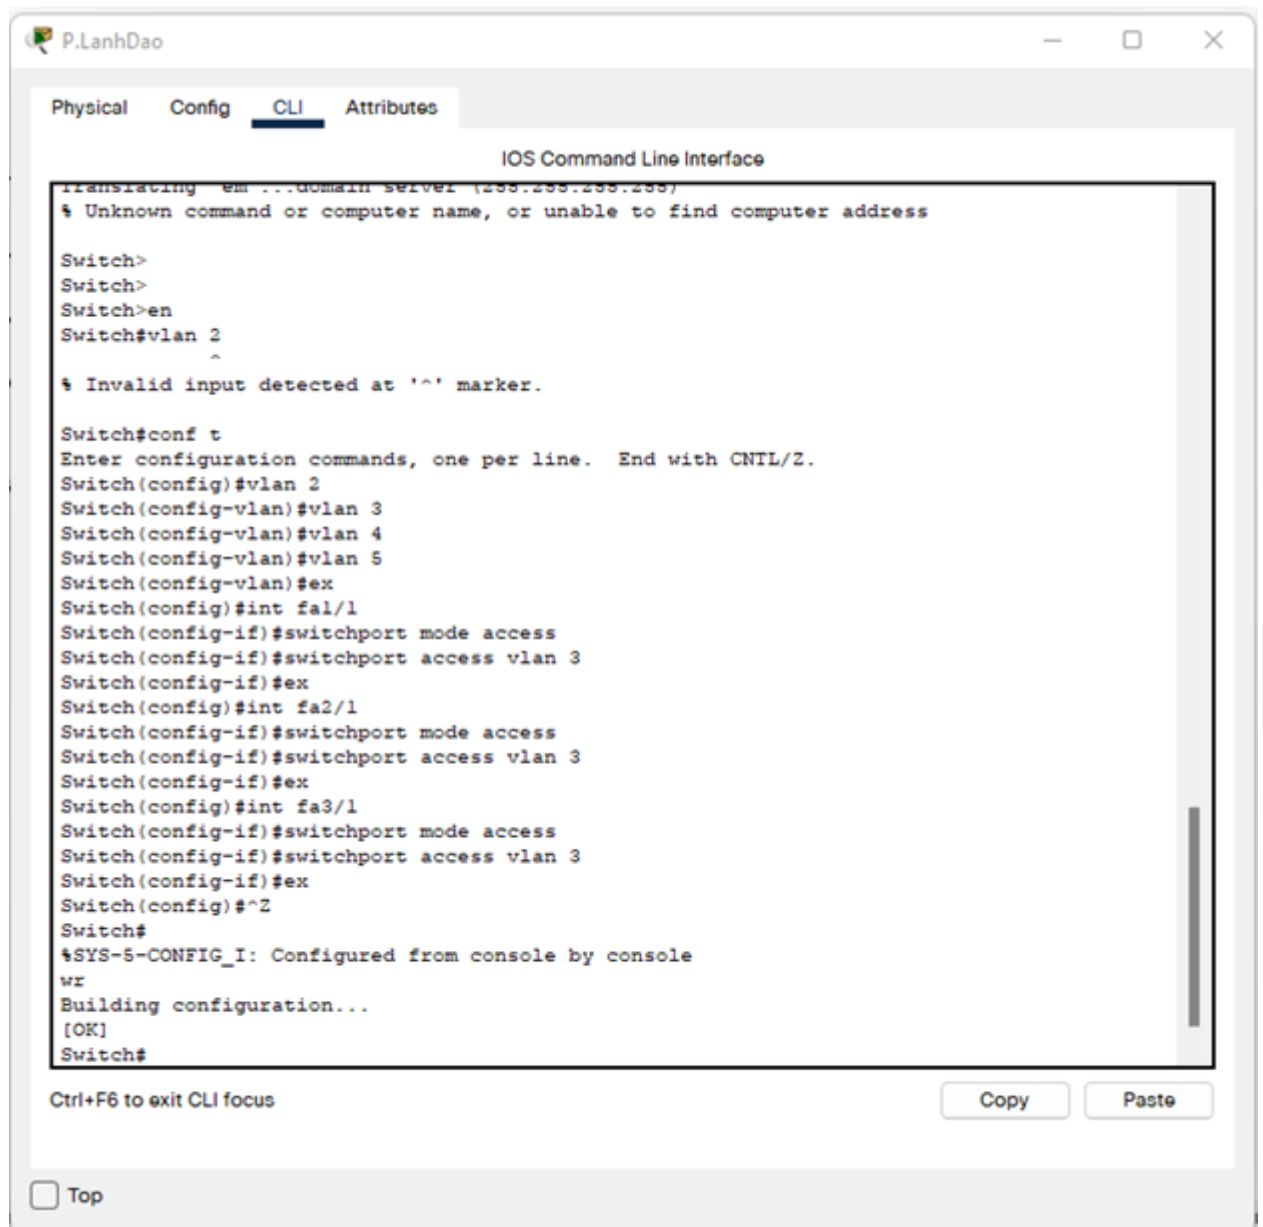 P.LanhDao
Physical Config CLI Attributes
IOS Command Line Interface
Translating "em"...domain server (255.255.255.255)
% Unknown command or computer name, or unable to find computer address
Switch>
Switch>
Switch>en
Switch#vlan 2
^
% Invalid input detected at '^' marker.
Switch#conf t
Enter configuration commands, one per line.  End with CNTL/Z.
Switch(config)#vlan 2
Switch(config-vlan)#vlan 3
Switch(config-vlan)#vlan 4
Switch(config-vlan)#vlan 5
Switch(config-vlan)#ex
Switch(config)#int fa1/1
Switch(config-if)#switchport mode access
Switch(config-if)#switchport access vlan 3
Switch(config-if)#ex
Switch(config)#int fa2/1
Switch(config-if)#switchport mode access
Switch(config-if)#switchport access vlan 3
Switch(config-if)#ex
Switch(config)#int fa3/1
Switch(config-if)#switchport mode access
Switch(config-if)#switchport access vlan 3
Switch(config-if)#ex
Switch(config)#^Z
Switch#
%SYS-5-CONFIG_I: Configured from console by console
wr
Building configuration...
[OK]
Switch#
Ctrl+F6 to exit CLI focus
Copy Paste
Top